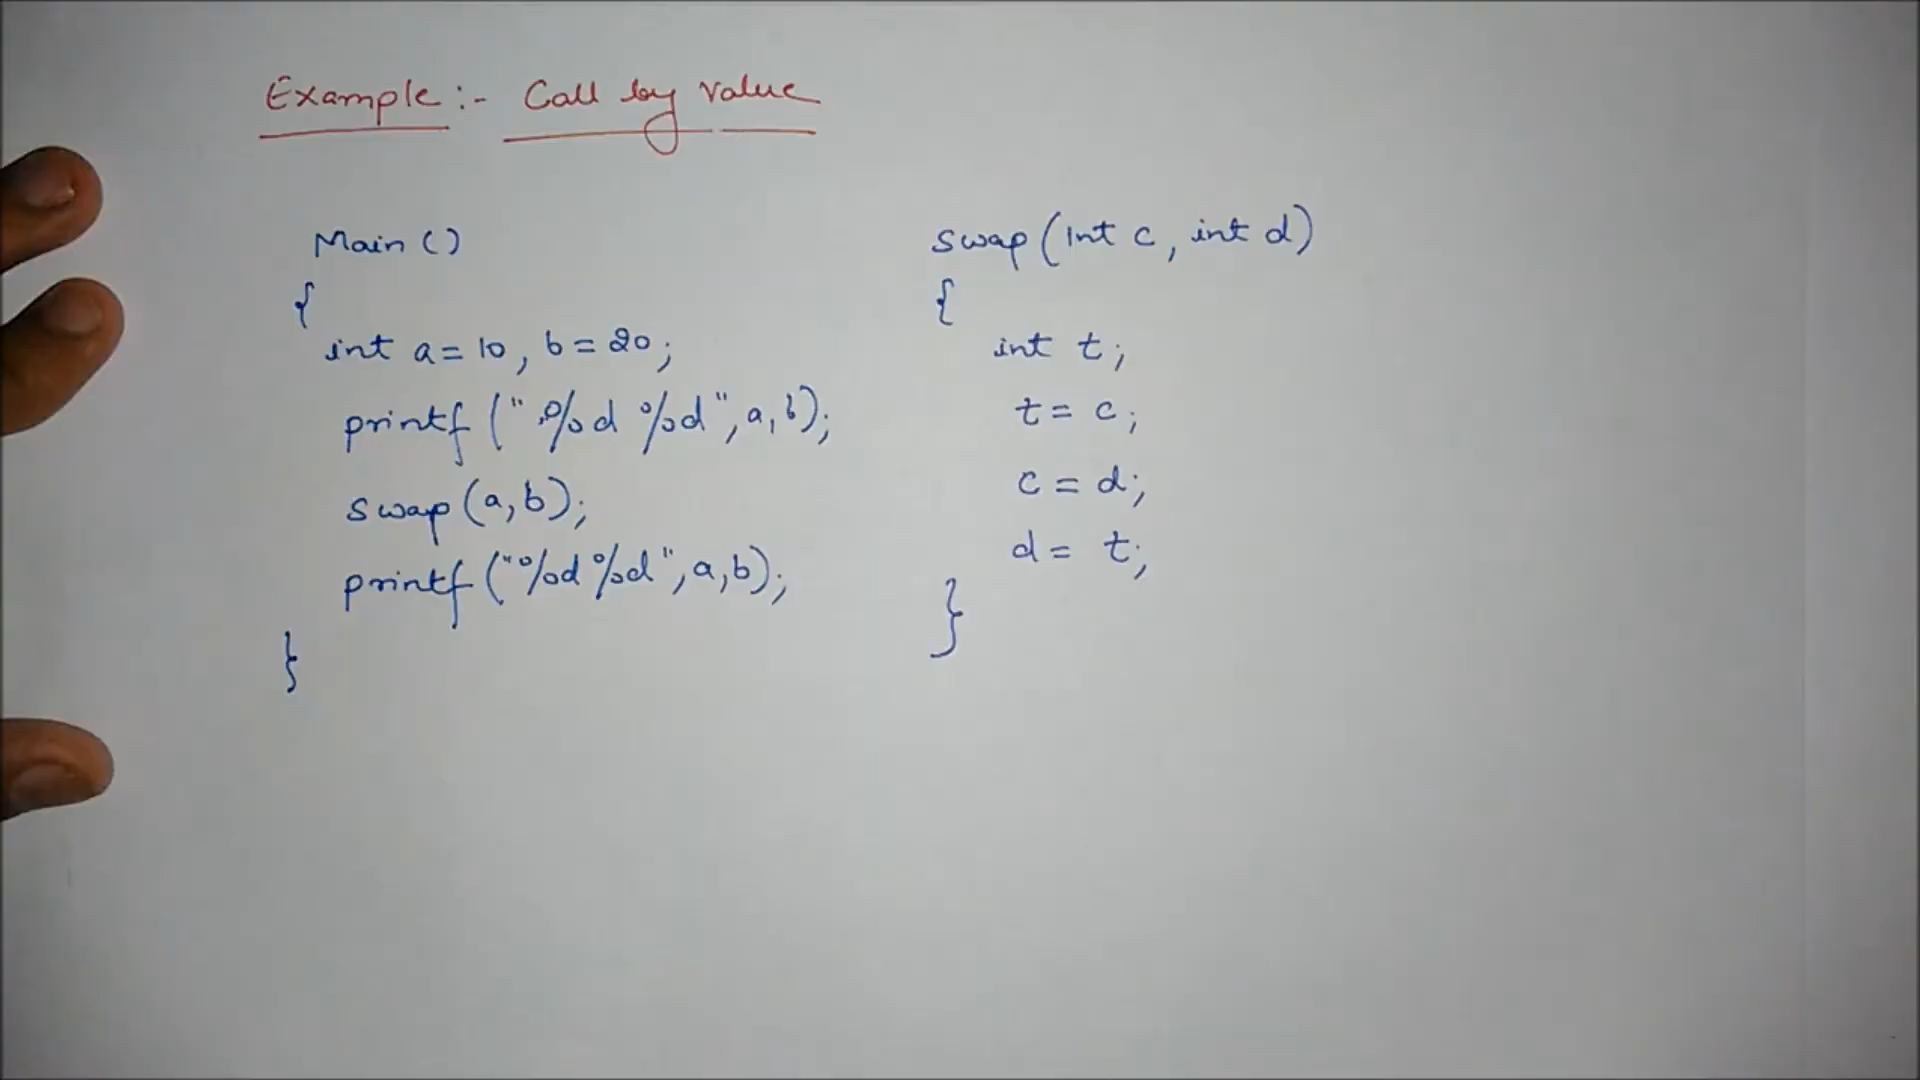 Example:- Call by value
Main ()
{
int a=10, b=20;
printf ("%d %d", a, b);
swap (a, b);
printf ("%d %d", a, b);
}
swap (int c, int d)
{
int t;
t = c;
c = d;
d = t;
}